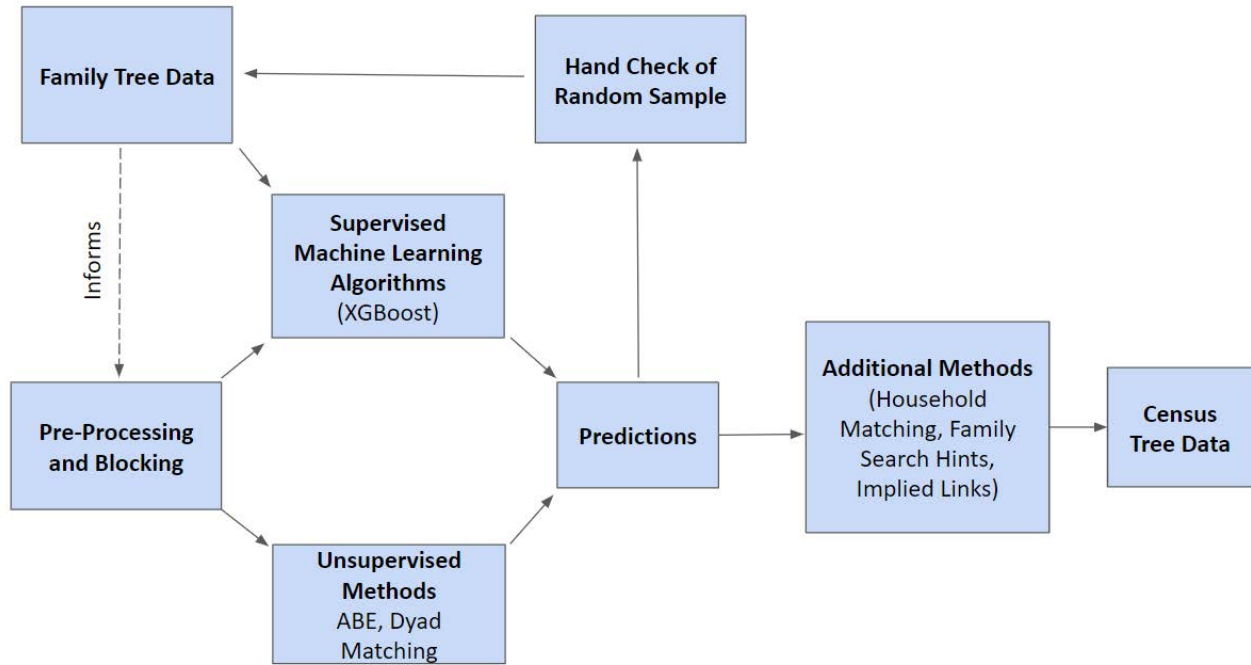 Family Tree Data
Hand Check of
Random Sample
Informs
Supervised
Machine Learning
Algorithms
(XGBoost)
Pre-Processing
and Blocking
Predictions
Additional Methods
(Household
Matching, Family
Search Hints,
Implied Links)
Census
Tree Data
Unsupervised
Methods
ABE, Dyad
Matching